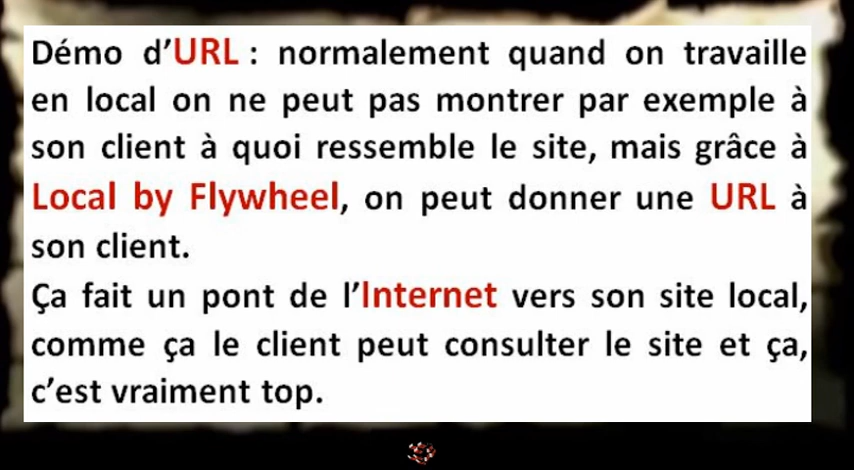 Démo d’URL : normalement quand on travaille
en local on ne peut pas montrer par exemple à
son client à quoi ressemble le site, mais grâce à
Local by Flywheel, on peut donner une URL à
son client.
Ça fait un pont de l’Internet vers son site local,
comme ça le client peut consulter le site et ça,
c’est vraiment top.